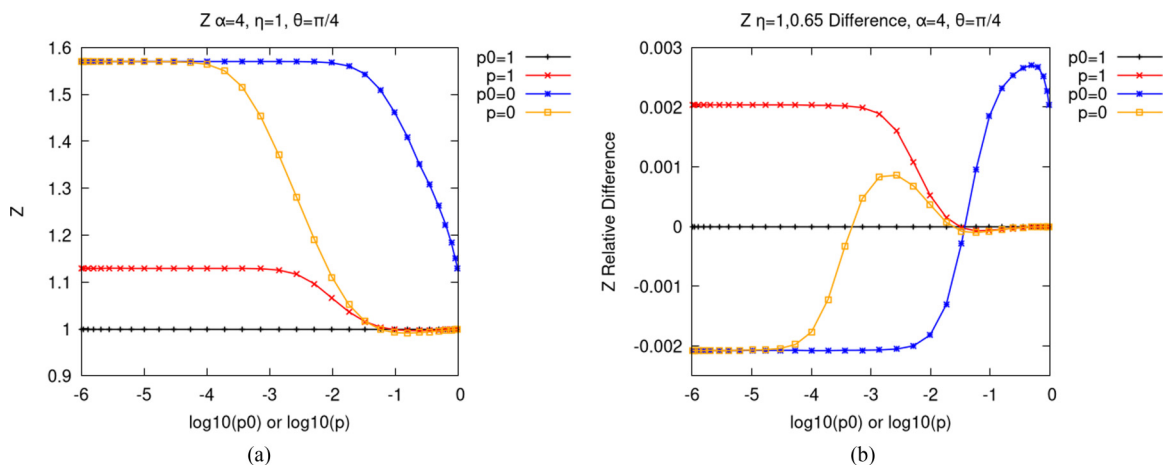 Z α=4, η=1, θ=π/4
1.6
1.5
1.4
1.3
1.2
1.1
1
0.9
Z
-6 -5 -4 -3 -2 -1 0
log10(p0) or log10(p)
p0=1
p=1
p0=0
p=0
(a)
Z η=1,0.65 Difference, α=4, θ=π/4
0.003
0.002
0.001
0
-0.001
-0.002
0.25
Z Relative Difference
-6 -5 -4 -3 -2 -1 0
log10(p0) or log10(p)
p0=1
p=1
p0=0
p=0
(b)